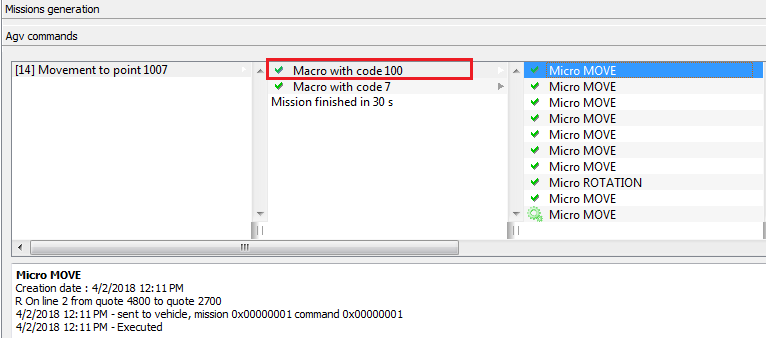 Missions generation
Agv commands
[14] Movement to point 1007
Macro with code 100
Macro with code 7
Mission finished in 30 s
Micro MOVE
Micro MOVE
Micro MOVE
Micro MOVE
Micro MOVE
Micro MOVE
Micro MOVE
Micro ROTATION
Micro MOVE
Micro MOVE
Micro MOVE
Creation date : 4/2/2018 12:11 PM
R On line 2 from quote 4800 to quote 2700
4/2/2018 12:11 PM - sent to vehicle, mission 0x00000001 command 0x00000001
4/2/2018 12:11 PM - Executed